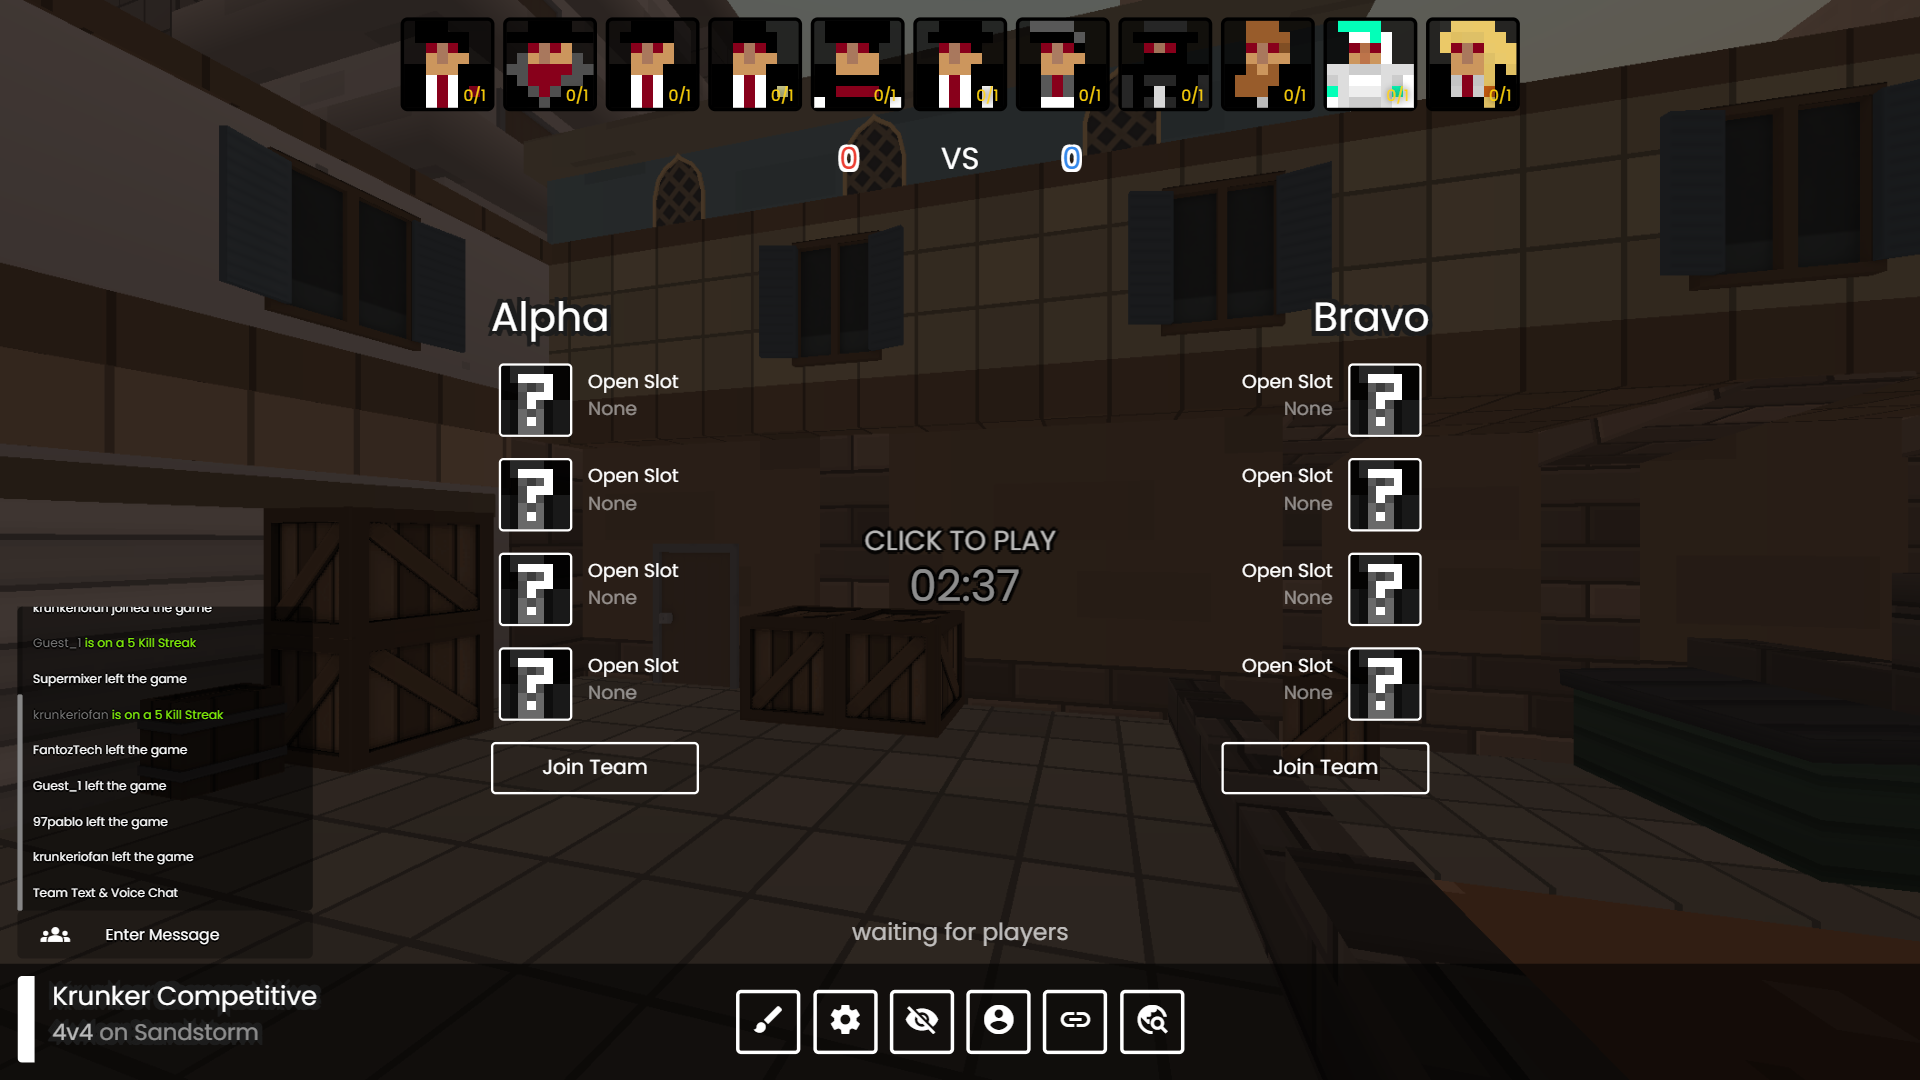 0/1 0/1 0/1 0/1 0/1 0/1 0/1 0/1 0/1 0/1 0/1
0 VS 0
Alpha
Bravo
Open Slot
None
Open Slot
None
Open Slot
None
Open Slot
None
Join Team
Open Slot
None
Open Slot
None
Open Slot
None
Open Slot
None
Join Team
CLICK TO PLAY
02:37
krunkeriofan joined the game
Guest_1 is on a 5 Kill Streak
Supermixer left the game
krunkeriofan is on a 5 Kill Streak
FantozTech left the game
Guest_1 left the game
97pablo left the game
krunkeriofan left the game
Team Text & Voice Chat
Enter Message
waiting for players
Krunker Competitive
4v4 on Sandstorm